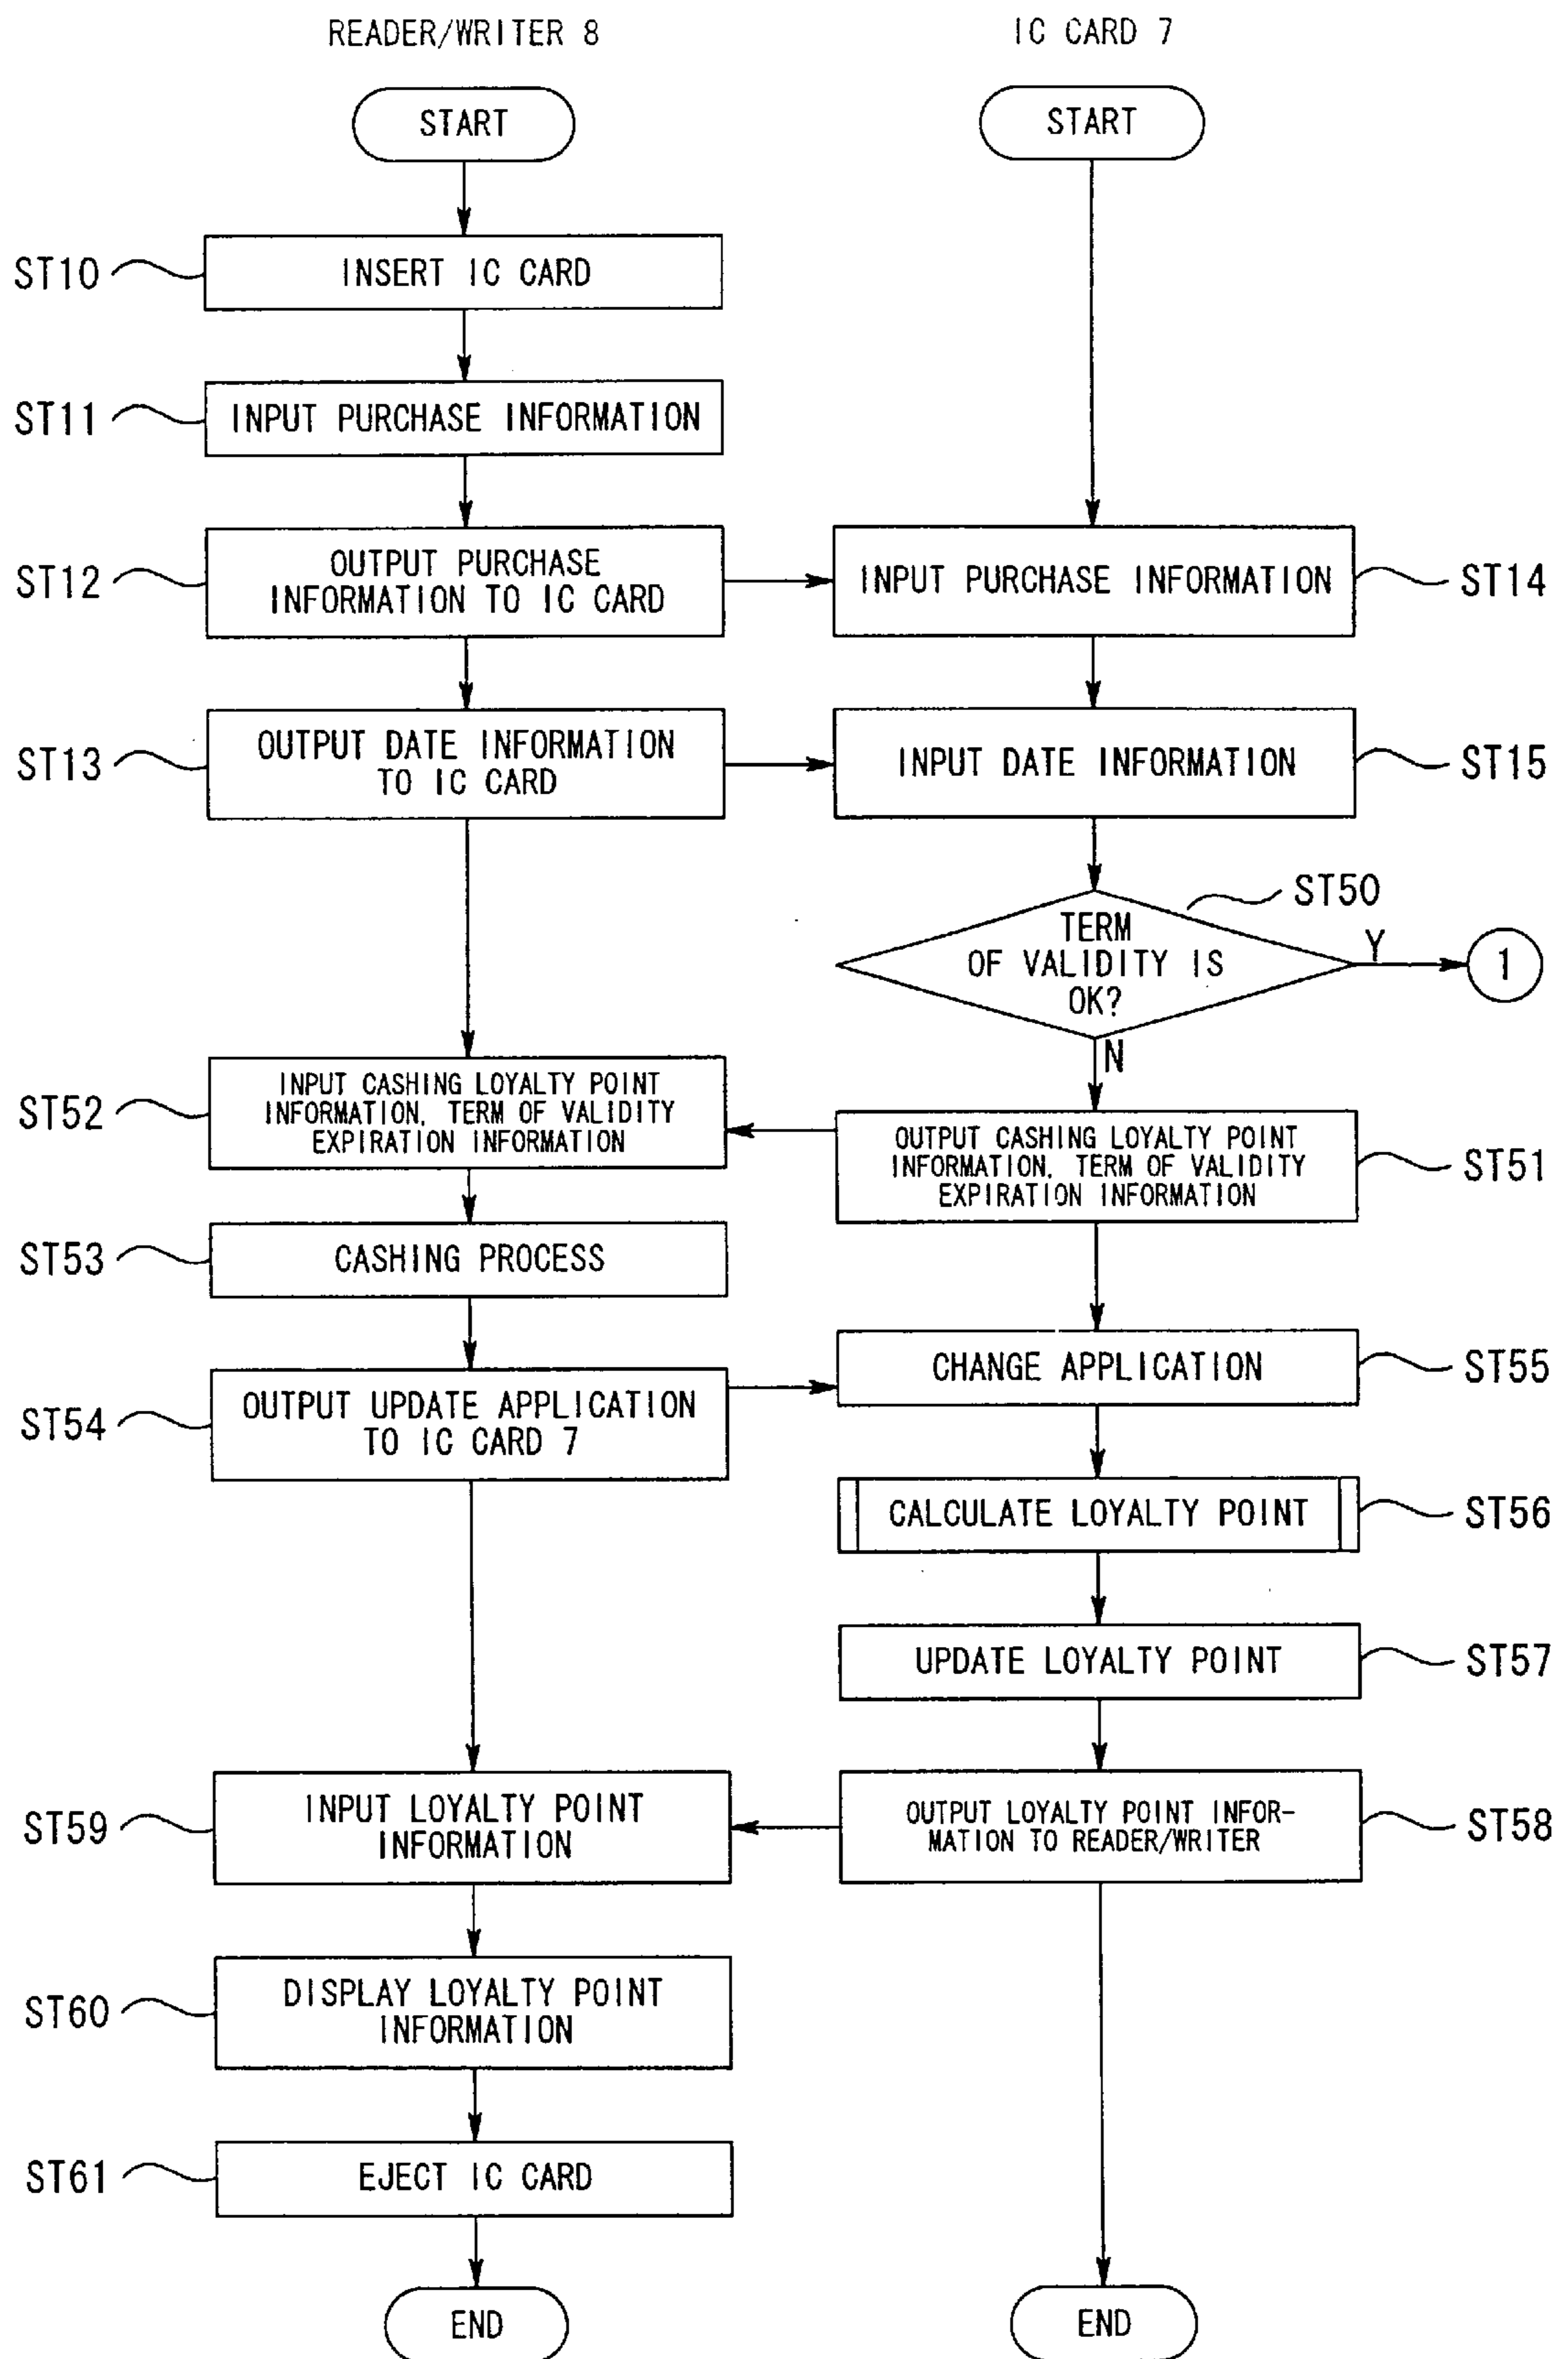 READER/WRITER 8
IC CARD 7
START
START
ST10
INSERT IC CARD
ST11
INPUT PURCHASE INFORMATION
ST12
OUTPUT PURCHASE
INFORMATION TO IC CARD
INPUT PURCHASE INFORMATION
ST14
ST13
OUTPUT DATE INFORMATION
TO IC CARD
INPUT DATE INFORMATION
ST15
ST50
TERM
OF VALIDITY IS
OK?
Y
1
N
ST52
INPUT CASHING LOYALTY POINT
INFORMATION, TERM OF VALIDITY
EXPIRATION INFORMATION
OUTPUT CASHING LOYALTY POINT
INFORMATION, TERM OF VALIDITY
EXPIRATION INFORMATION
ST51
ST53
CASHING PROCESS
CHANGE APPLICATION
ST55
ST54
OUTPUT UPDATE APPLICATION
TO IC CARD 7
CALCULATE LOYALTY POINT
ST56
UPDATE LOYALTY POINT
ST57
ST59
INPUT LOYALTY POINT
INFORMATION
OUTPUT LOYALTY POINT INFOR-
MATION TO READER/WRITER
ST58
ST60
DISPLAY LOYALTY POINT
INFORMATION
ST61
EJECT IC CARD
END
END